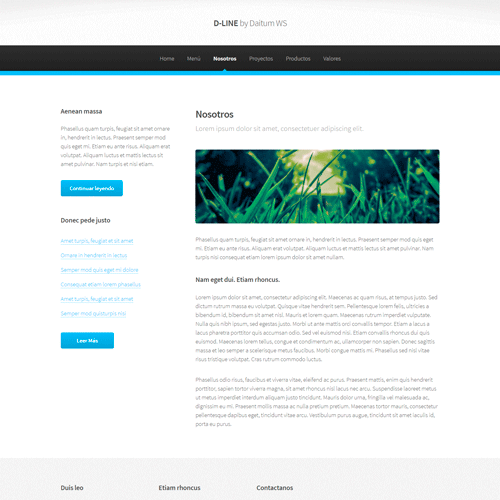 D-LINE by Daitum WS
Home Menú Nosotros Proyectos Productos Valores
Aenean massa
Phasellus quam turpis, feugiat sit amet ornare
in, hendrerit in lectus. Praesent semper mod
quis eget mi. Etiam eu ante risus. Aliquam erat
volutpat. Aliquam luctus et mattis lectus sit
amet pulvinar. Nam turpis et nisi etiam.
Continuar leyendo
Donec pede justo
Amet turpis, feugiat et sit amet
Ornare in hendrerit in lectus
Semper mod quis eget mi dolore
Consequat etiam lorem phasellus
Amet turpis, feugiat et sit amet
Semper mod quisturpis nisi
Leer Más
Nosotros
Lorem ipsum dolor sit amet, consectetuer adipiscing elit
Phasellus quam turpis, feugiat sit amet ornare in, hendrerit in lectus. Praesent semper mod quis
eget mi. Etiam eu ante risus. Aliquam erat volutpat. Aliquam luctus et mattis lectus sit amet pulvinar. Nam
turpis nisi consequat etiam lorem ipsum dolor sit amet nullam.
Nam eget dui. Etiam rhoncus.
Lorem ipsum dolor sit amet, consectetur adipiscing elit. Maecenas ac quam risus, at tempus justo. Sed
dictum rutrum massa eu volutpat. Quisque vitae hendrerit sem. Pellentesque lorem felis, ultricies a
bibendum id, bibendum sit amet nisl. Mauris et lorem quam. Maecenas rutrum imperdiet vulputate.
Nulla quis nibh ipsum, sed egestas justo. Morbi ut ante mattis orci convallis tempor. Etiam a lacus a
lacus pharetra porttitor quis accumsan odio. Sed vel euismod nisi. Etiam convallis rhoncus dui quis
euismod. Maecenas lorem tellus, congue et condimentum ac, ullamcorper non sapien. Donec sagittis
massa et leo semper a scelerisque metus faucibus. Morbi congue mattis mi. Phasellus sed nisl vitae
risus tristique volutpat. Cras rutrum commodo luctus.
Phasellus odio risus, faucibus et viverra vitae, eleifend ac purus. Praesent mattis, enim quis hendrerit
porttitor, sapien tortor viverra magna, sit amet rhoncus nisl lacus nec arcu. Suspendisse laoreet metus
ut metus imperdiet interdum aliquam justo tincidunt. Mauris dolor urna, fringilla vel malesuada ac,
dignissim eu mi. Praesent mollis massa ac nulla pretium pretium. Maecenas tortor mauris, consectetur
pellentesque dapibus eget, tincidunt vitae arcu. Vestibulum purus augue, tincidunt sit amet iaculis id,
porta eu purus.
Duis leo
Etiam rhoncus
Contactanos